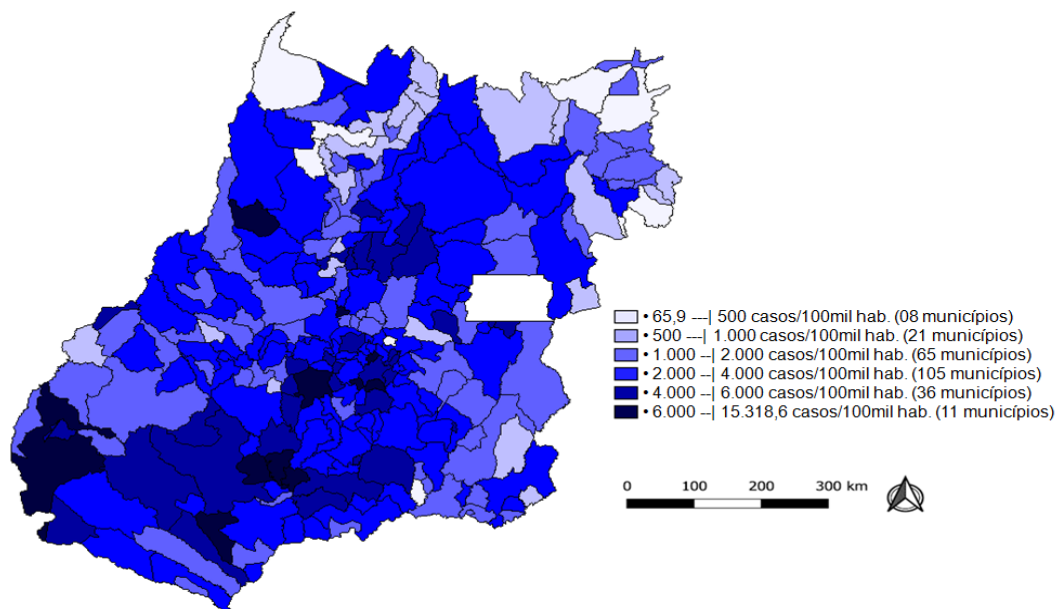 • 65,9 ---| 500 casos/100mil hab. (08 municípios)
• 500 ---| 1.000 casos/100mil hab. (21 municípios)
• 1.000 --| 2.000 casos/100mil hab. (65 municípios)
• 2.000 --| 4.000 casos/100mil hab. (105 municípios)
• 4.000 --| 6.000 casos/100mil hab. (36 municípios)
• 6.000 --| 15.318,6 casos/100mil hab. (11 municípios)
0 100 200 300 km